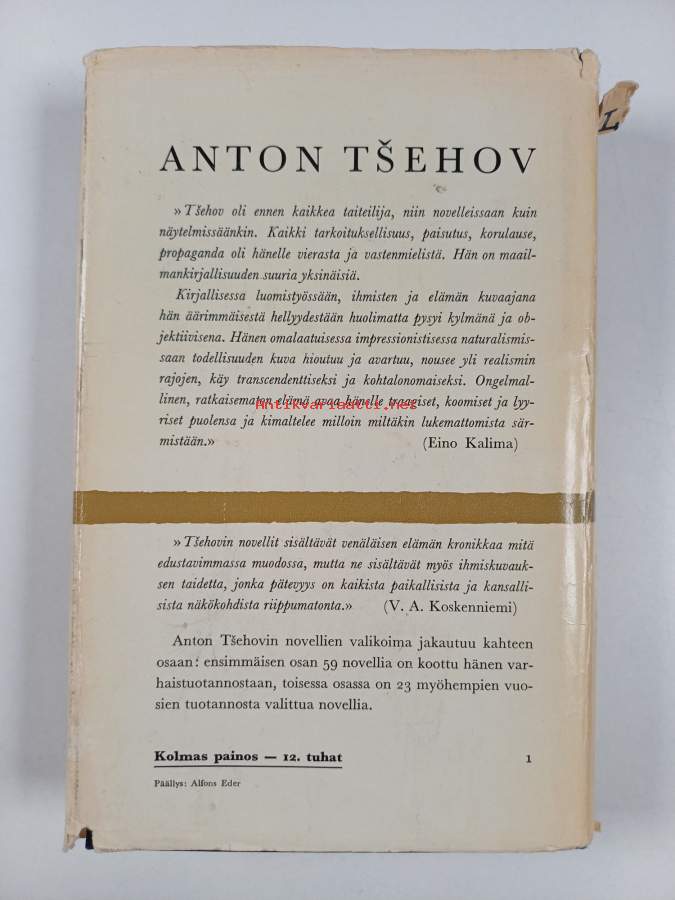 L
ANTON TŠEHOV
»Tšehov oli ennen kaikkea taiteilija, niin novelleissaan kuin
näytelmissäänkin. Kaikki tarkoituksellisuus, paisutus, korulause,
propaganda oli hänelle vierasta ja vastenmielistä. Hän on maail-
mankirjallisuuden suuria yksinäisiä.
Kirjallisessa luomistyössään, ihmisten ja elämän kuvaajana
hän äärimmäisestä hellyydestään huolimatta pysyi kylmänä ja ob-
jektiivisena. Hänen omalaatuisessa impressionistisessa naturalismis-
saan todellisuuden kuva hioutuu ja avartuu, nousee yli realismin
rajojen, käy transcendenttiseksi ja kohtalonomaiseksi. Ongelmal-
linen, ratkaisematon elämä avaa hänelle traagiset, koomiset ja lyy-
Antikvariaatti.net
riset puolensa ja kimaltelee milloin miltäkin lukemattomista sär-
mistään.» (Eino Kalima)
»Tšehovin novellit sisältävät venäläisen elämän kronikkaa mitä
edustavimmassa muodossa, mutta ne sisältävät myös ihmiskuvauk-
sen taidetta, jonka pätevyys on kaikista paikallisista ja kansalli-
sista näkökohdista riippumatonta.» (V. A. Koskenniemi)
Anton Tšehovin novellien valikoima jakautuu kahteen
osaan: ensimmäisen osan 59 novellia on koottu hänen var-
haistuotannostaan, toisessa osassa on 23 myöhempien vuo-
sien tuotannosta valittua novellia.
Kolmas painos — 12. tuhat 1
Päällys: Alfons Eder